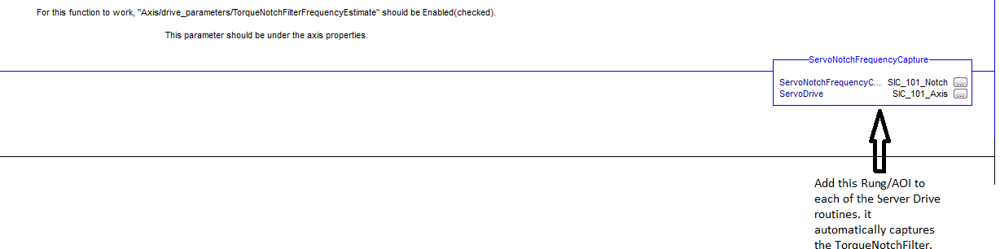 For this function to work, "Axis/drive_parameters/TorqueNotchFilterFrequencyEstimate" should be Enabled(checked).
This parameter should be under the axis properties.
ServoNotchFrequencyCapture
ServoNotchFrequencyC... SIC_101_Notch ...
ServoDrive SIC_101_Axis ...
Add this Rung/AOI to
each of the Server Drive
routines. it
automatically captures
the TorqueNotchFilter.